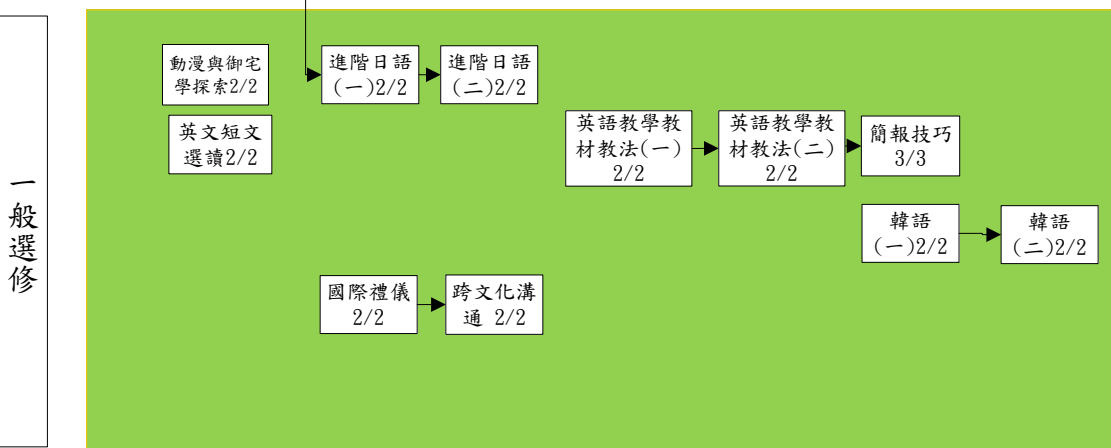 一般選修
動漫與御宅
學探索2/2
進階日語
(一)2/2
進階日語
(二)2/2
英文短文
選讀2/2
英語教學教
材教法(一)
2/2
英語教學教
材教法(二)
2/2
簡報技巧
3/3
韓語
(一)2/2
韓語
(二)2/2
國際禮儀
2/2
跨文化溝
通 2/2